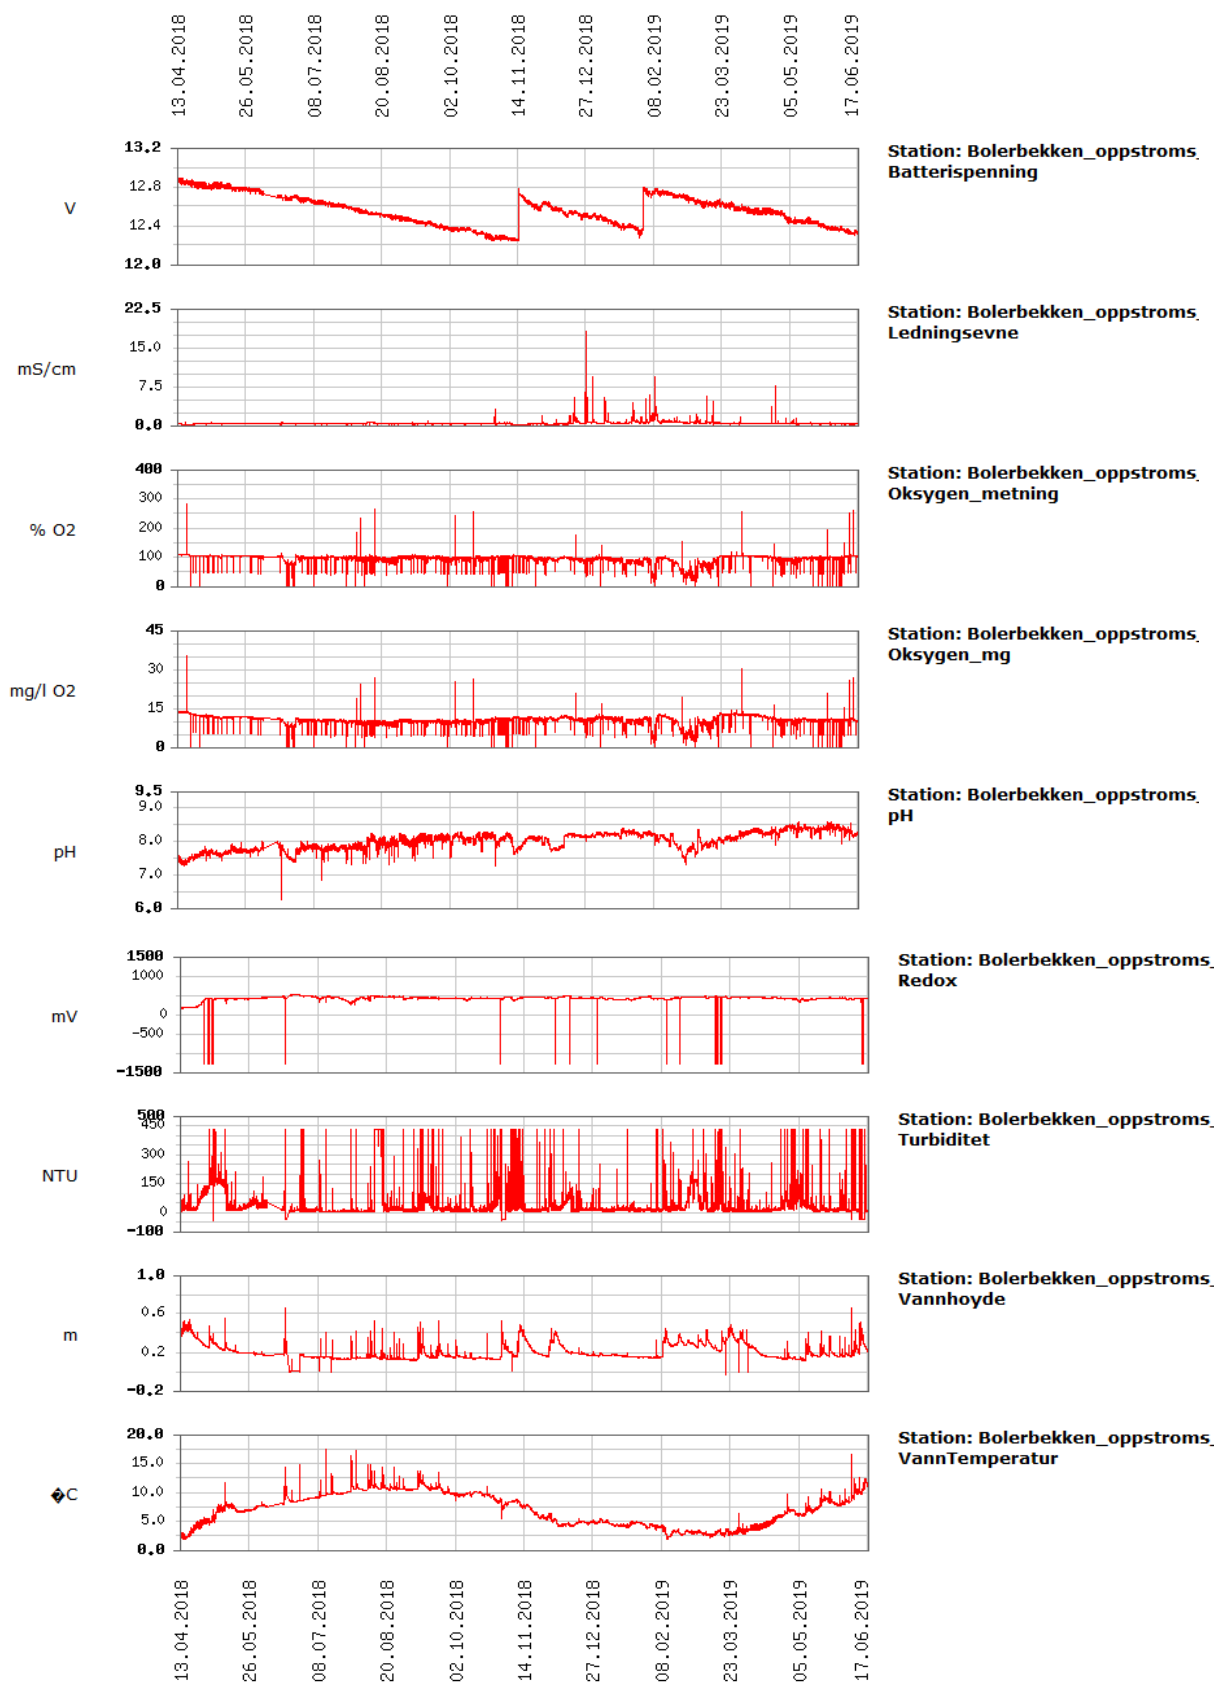 13.04.2018
26.05.2018
08.07.2018
20.08.2018
02.10.2018
14.11.2018
27.12.2018
08.02.2019
23.03.2019
05.05.2019
17.06.2019
13.2
12.8
12.4
12.0
V
Station: Bolerbekken_oppstroms_
Batterispenning
22.5
15.0
7.5
0.0
mS/cm
Station: Bolerbekken_oppstroms_
Ledningsevne
400
300
200
100
0
% O2
Station: Bolerbekken_oppstroms_
Oksygen_metning
45
30
15
0
mg/l O2
Station: Bolerbekken_oppstroms_
Oksygen_mg
9.5
9.0
8.0
7.0
6.0
pH
Station: Bolerbekken_oppstroms_
pH
1500
1000
0
-500
-1500
mV
Station: Bolerbekken_oppstroms_
Redox
500
450
300
150
0
-100
NTU
Station: Bolerbekken_oppstroms_
Turbiditet
1.0
0.6
0.2
-0.2
m
Station: Bolerbekken_oppstroms_
Vannhoyde
20.0
15.0
10.0
5.0
0.0
�C
Station: Bolerbekken_oppstroms_
VannTemperatur
13.04.2018
26.05.2018
08.07.2018
20.08.2018
02.10.2018
14.11.2018
27.12.2018
08.02.2019
23.03.2019
05.05.2019
17.06.2019